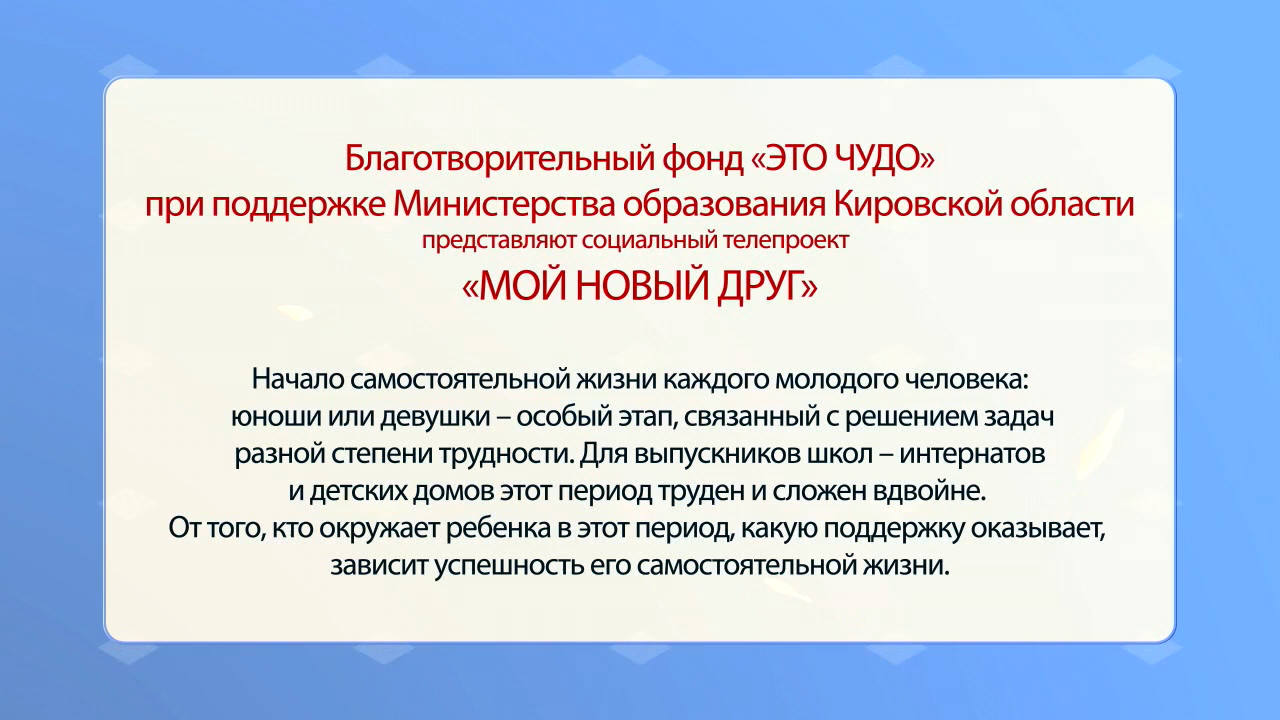 Благотворительный фонд «ЭТО ЧУДО»
при поддержке Министерства образования Кировской области
представляют социальный телепроект
«МОЙ НОВЫЙ ДРУГ»
Начало самостоятельной жизни каждого молодого человека:
юноши или девушки – особый этап, связанный с решением задач
разной степени трудности. Для выпускников школ – интернатов
и детских домов этот период труден и сложен вдвойне.
От того, кто окружает ребенка в этот период, какую поддержку оказывает,
зависит успешность его самостоятельной жизни.